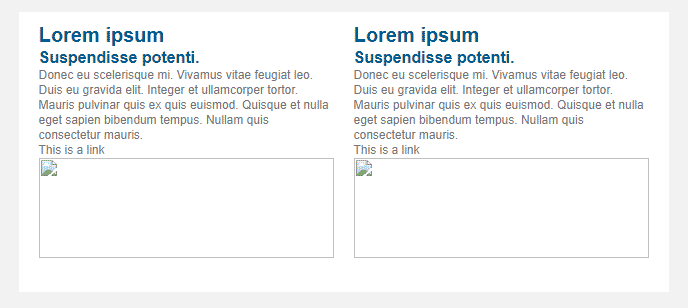 Lorem ipsum
Suspendisse potenti.
Donec eu scelerisque mi. Vivamus vitae feugiat leo.
Duis eu gravida elit. Integer et ullamcorper tortor.
Mauris pulvinar quis ex quis euismod. Quisque et nulla
eget sapien bibendum tempus. Nullam quis
consectetur mauris.
This is a link
Lorem ipsum
Suspendisse potenti.
Donec eu scelerisque mi. Vivamus vitae feugiat leo.
Duis eu gravida elit. Integer et ullamcorper tortor.
Mauris pulvinar quis ex quis euismod. Quisque et nulla
eget sapien bibendum tempus. Nullam quis
consectetur mauris.
This is a link